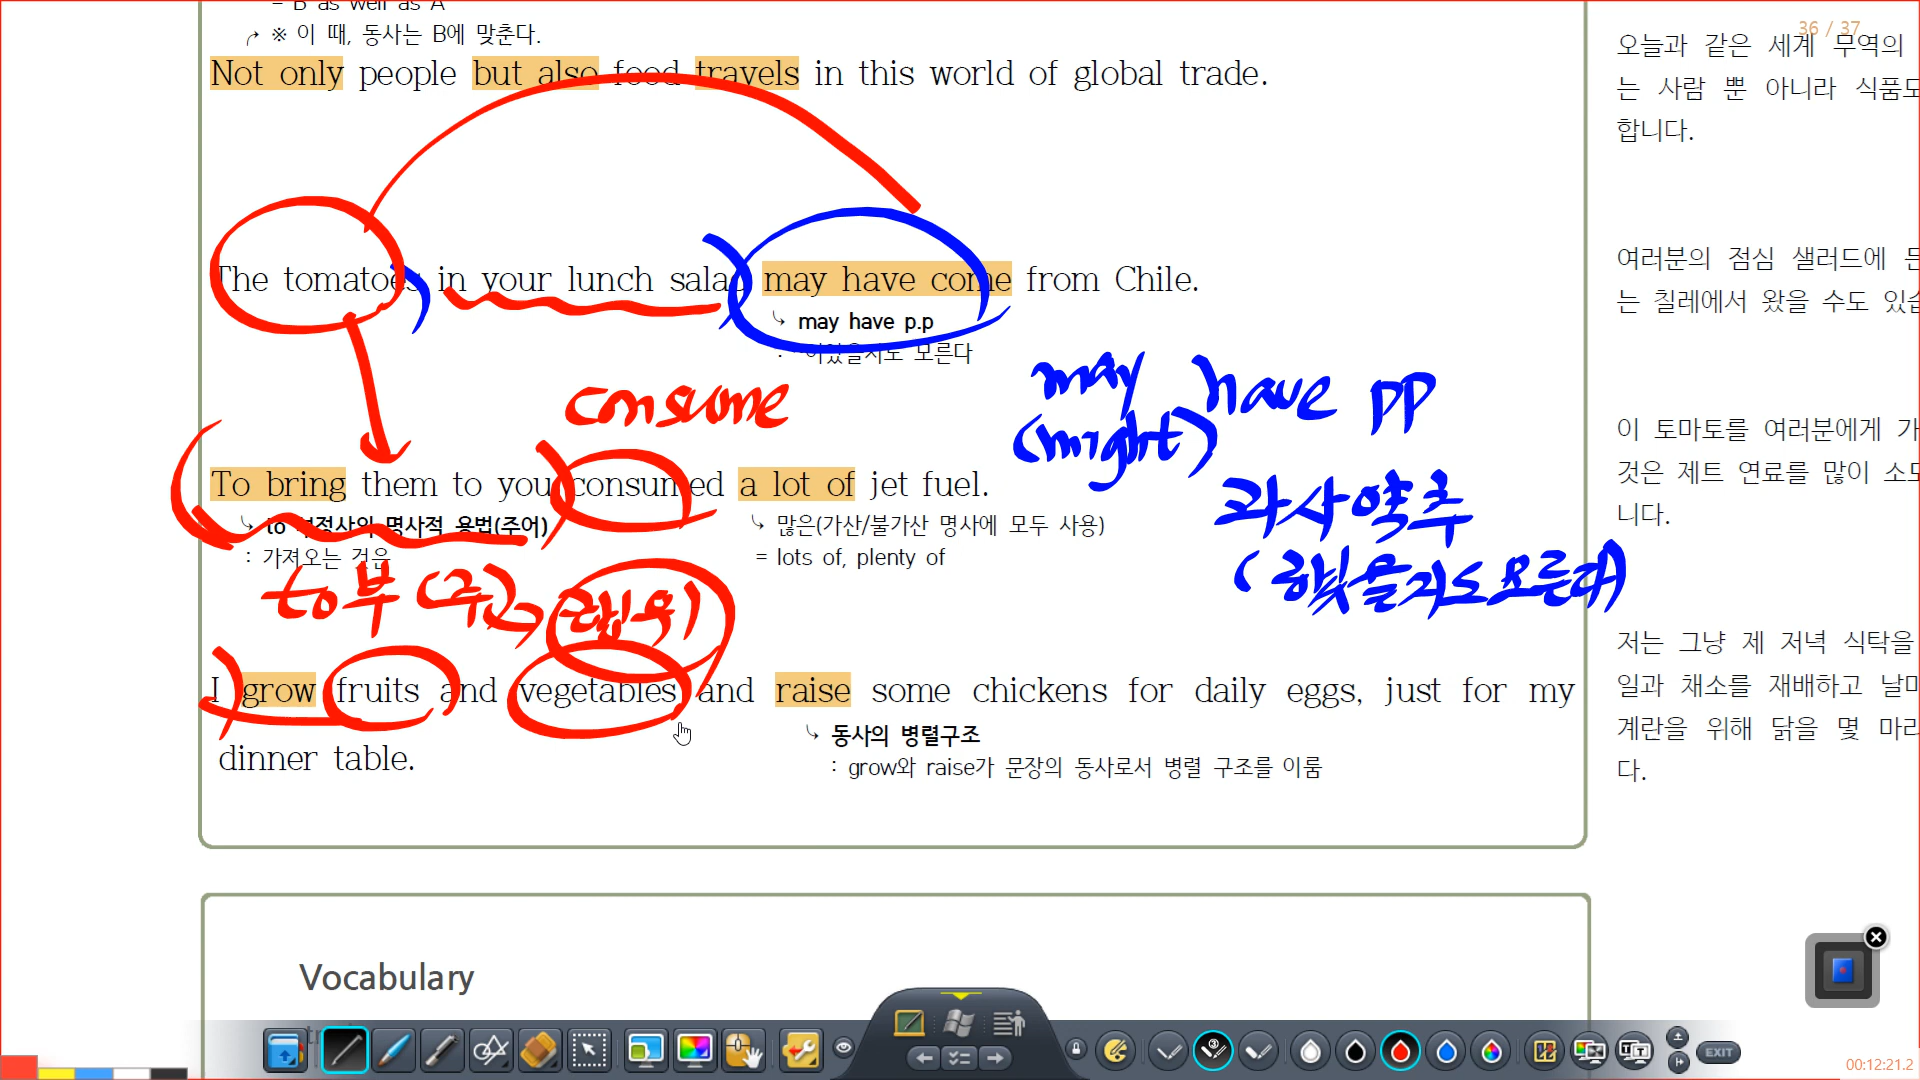 = B as well as A
※ 이 때, 동사는 B에 맞춘다.
36 / 37
Not only people but also food travels in this world of global trade.
오늘과 같은 세계 무역의
는 사람 뿐 아니라 식품도
합니다.
The tomatoes in your lunch salad may have come from Chile.
may have p.p
: 이었을지도 모른다
여러분의 점심 샐러드에 든
는 칠레에서 왔을 수도 있습
consume
may have pp
(might)
과사약추
(했을지도모른다)
To bring them to you consumed a lot of jet fuel.
to 부정사의 명사적 용법(주어)
: 가져오는 것은
많은(가산/불가산 명사에 모두 사용)
= lots of, plenty of
이 토마토를 여러분에게 가
것은 제트 연료를 많이 소모
니다.
to부 (주)
I grow fruits and vegetables and raise some chickens for daily eggs, just for my
dinner table.
동사의 병렬구조
: grow와 raise가 문장의 동사로서 병렬 구조를 이룸
저는 그냥 제 저녁 식탁을
일과 채소를 재배하고 날마
계란을 위해 닭을 몇 마리
다.
Vocabulary
EXIT
00:12:21.2